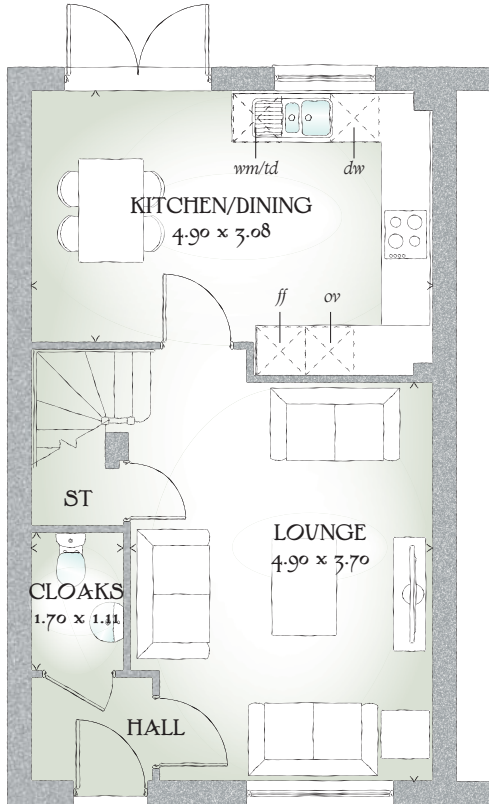 wm/td
dw
KITCHEN/DINING
4.90 x 3.08
ff
ov
ST
LOUNGE
4.90 x 3.70
CLOAKS
1.70 x 1.11
HALL